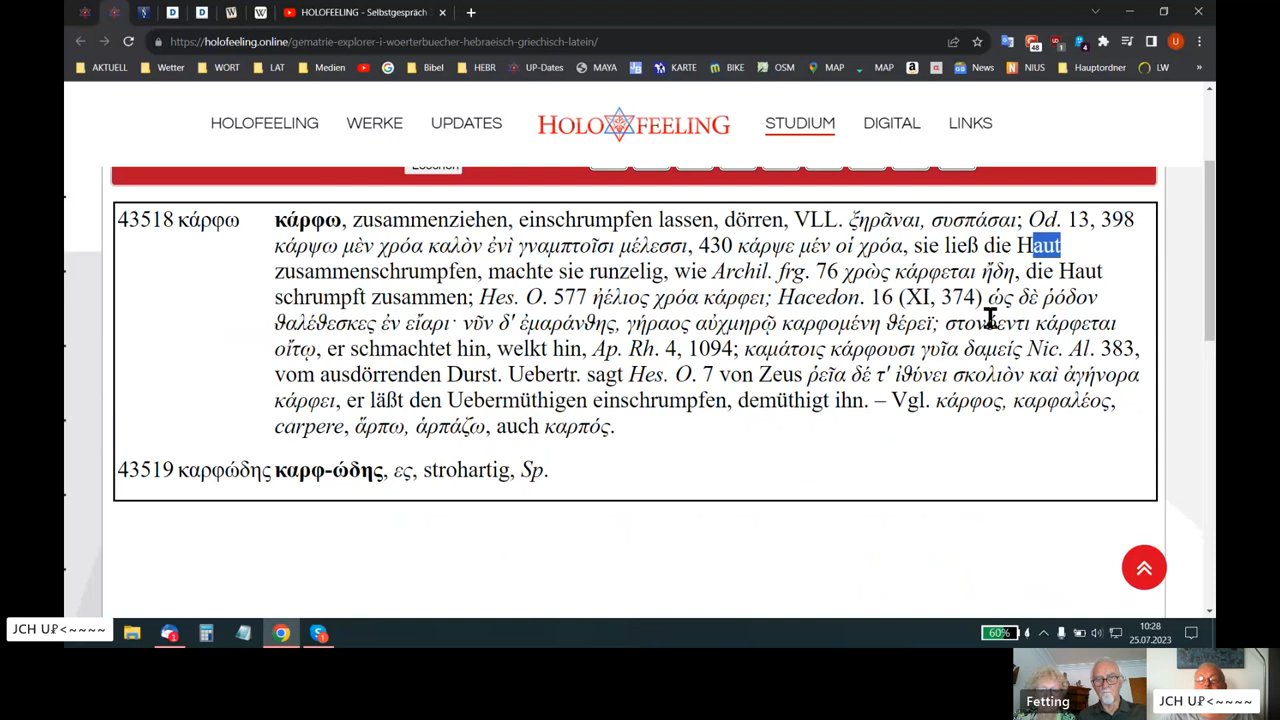 HOLOFEELING - Selbstgespräch
https://holofeeling.online/gematrie-explorer-i-woerterbuecher-hebraeisch-griechisch-latein/
AKTUELL Wetter WORT LAT Medien Bibel HEBR UP-Dates MAYA KARTE BIKE OSM MAP MAP News NIUS Hauptordner LW »
HOLOFEELING WERKE UPDATES HOLOFEELING STUDIUM DIGITAL LINKS
43518 κάρφω κάρφω, zusammenziehen, einschrumpfen lassen, dörren, VLL. ξηρᾶναι, συσπάσαι; Od. 13, 398
κάρψω μὲν χρόα καλὸν ἐνὶ γναμπτοῖσι μέλεσσι, 430 κάρψε μέν οἱ χρόα, sie ließ die Haut
zusammenschrumpfen, machte sie runzelig, wie Archil. frg. 76 χρὼς κάρφεται ἤδη, die Haut
schrumpft zusammen; Hes. O. 577 ἠέλιος χρόα κάρφει; Hacedon. 16 (XI, 374) ὡς δὲ ῥόδον
θαλέθεσκες ἐν εἴαρι· νῦν δ' ἐμαράνθης, γήραος αὐχμηρῷ καρφομένη θέρεϊ; κάρφεται
οἴτῳ, er schmachtet hin, welkt hin, Ap. Rh. 4, 1094; καμάτοις κάρφουσι γυῖα δαμείς Nic. Al. 383,
vom ausdörrenden Durst. Uebertr. sagt Hes. O. 7 von Zeus ῥεῖα δέ τ' ἰθύνει σκολιὸν καὶ ἀγήνορα
κάρφει, er läßt den Uebermüthigen einschrumpfen, demüthigt ihn. – Vgl. κάρφος, καρφαλέος,
carpere, ἅρπω, ἁρπάζω, auch καρπός.
43519 καρφώδης καρφ-ώδης, ες, strohartig, Sp.
JCH UP<~~~~
60%
10:28
25.07.2023
Fetting
JCH UP<~~~~